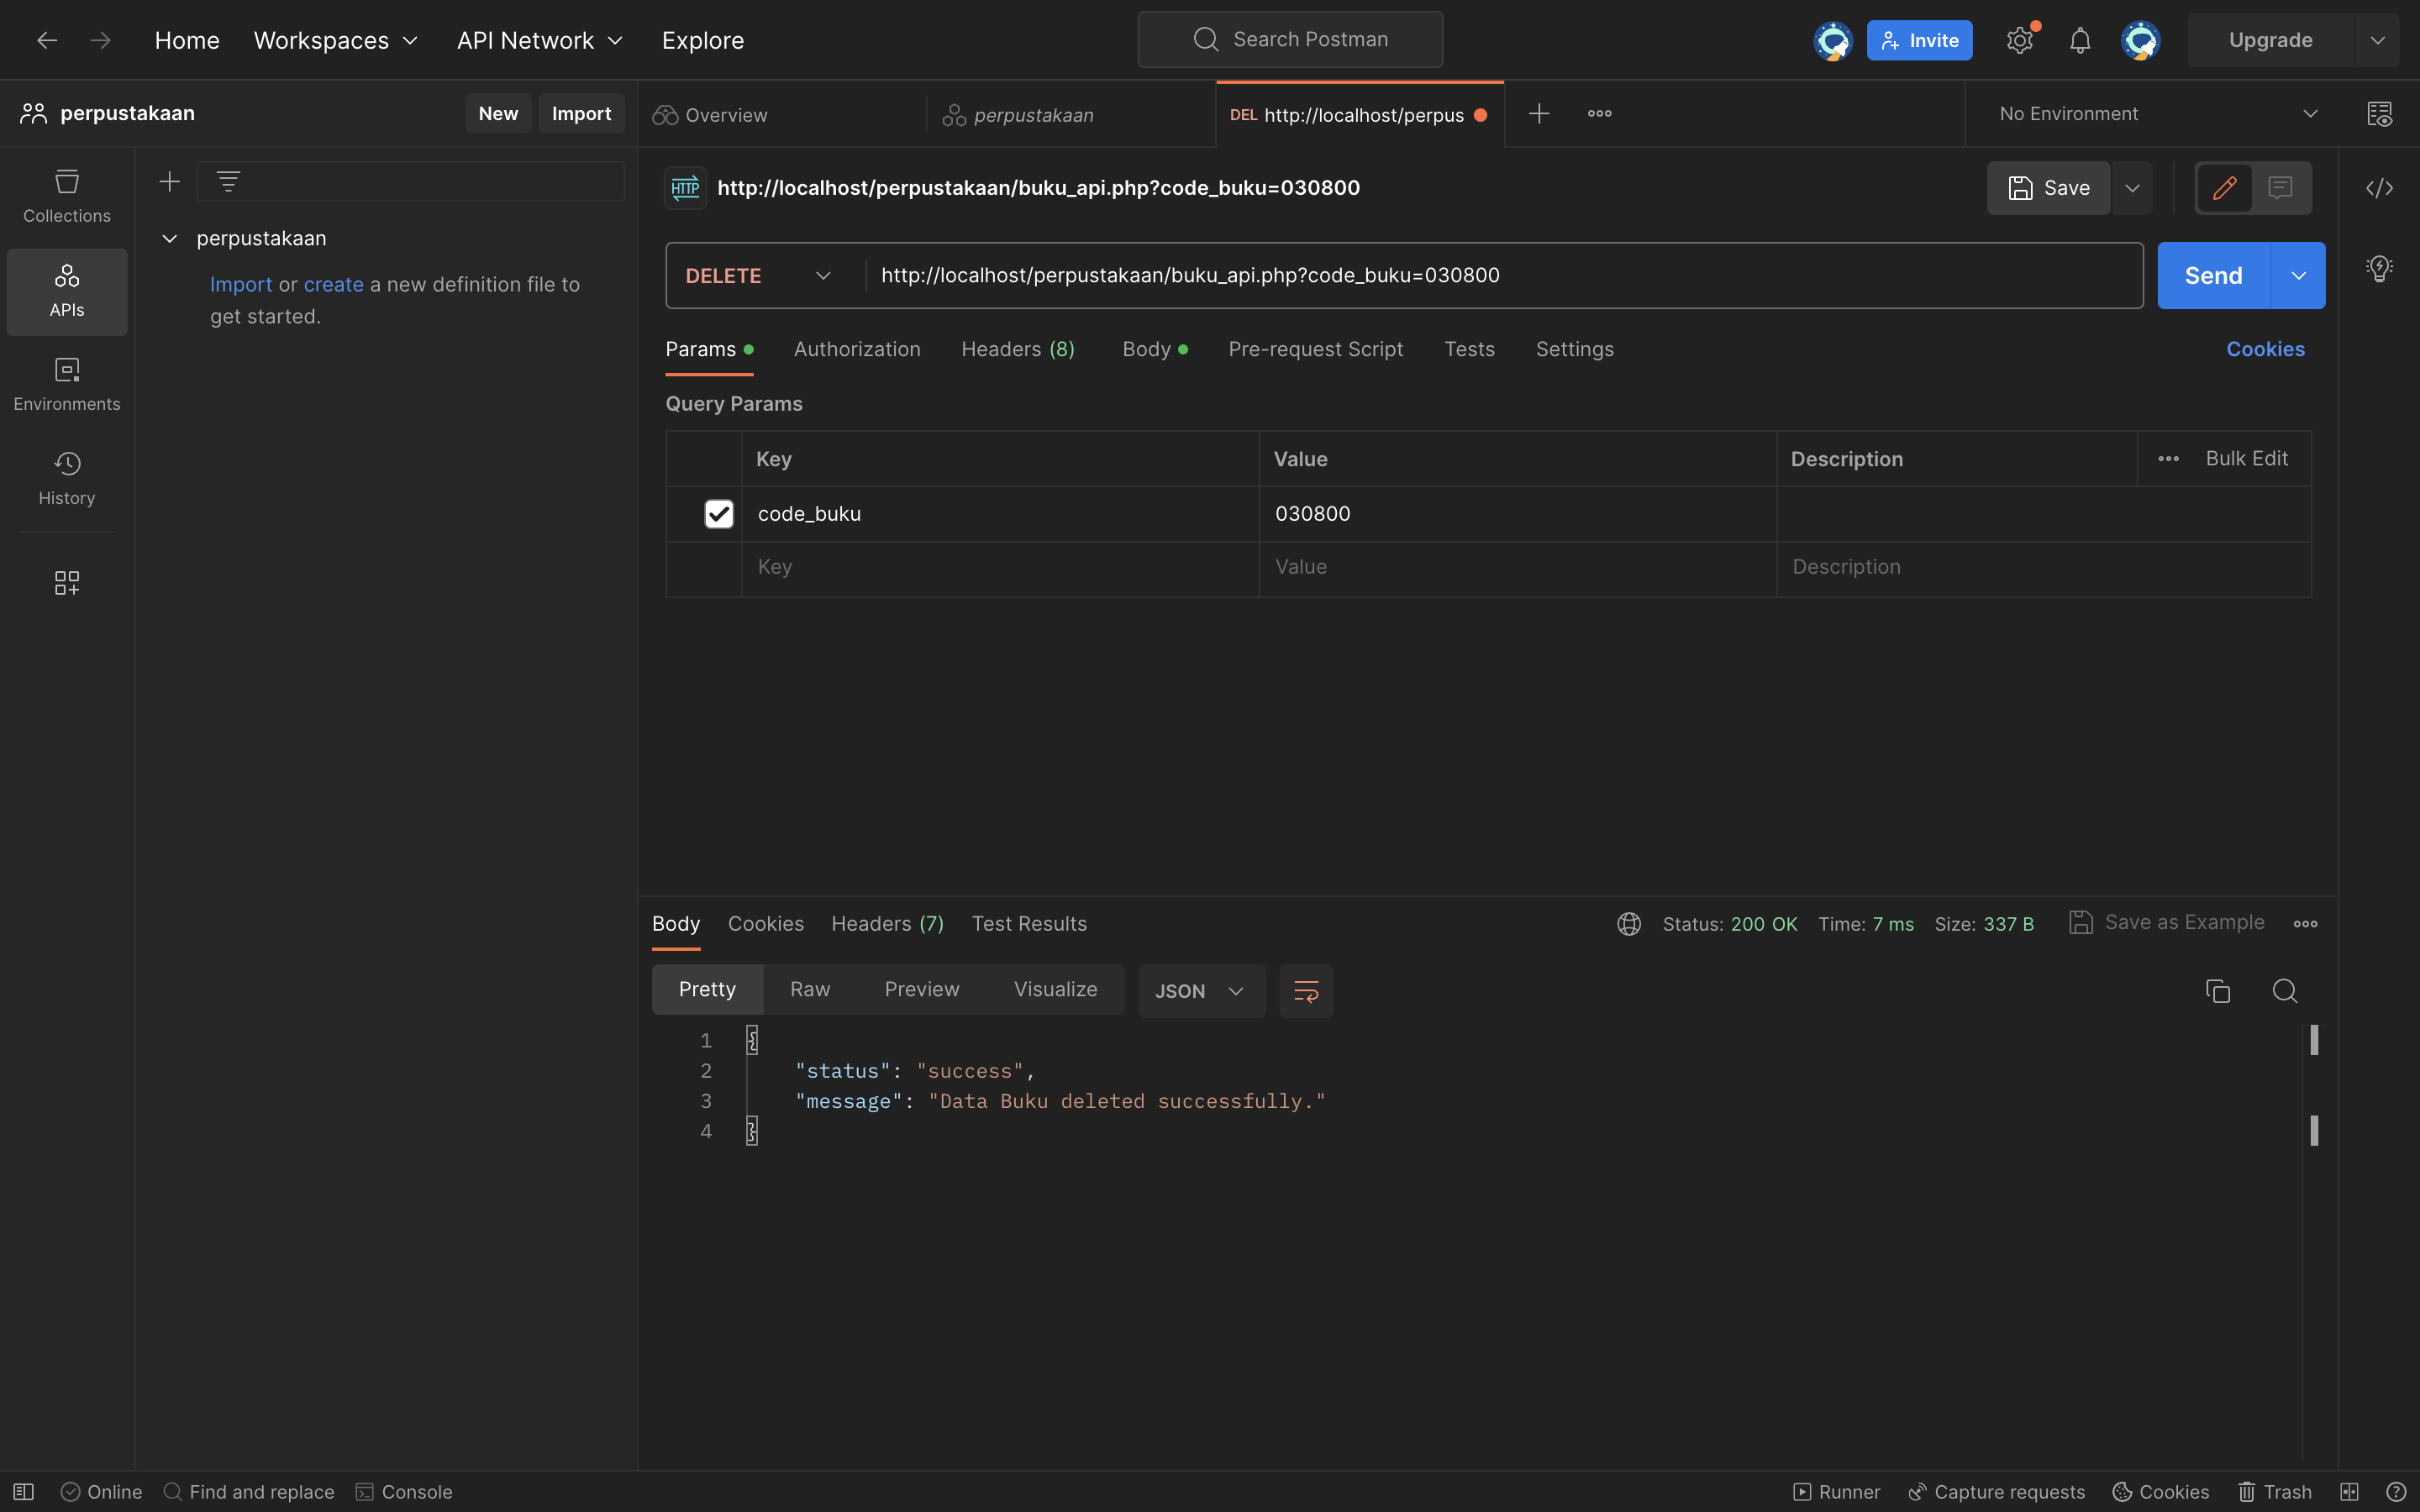 Home Workspaces API Network Explore
Search Postman
Invite
Upgrade
perpustakaan
New Import
Overview
perpustakaan
DEL http://localhost/perpus
No Environment
Collections
APIs
Environments
History
perpustakaan
Import or create a new definition file to
get started.
HTTP http://localhost/perpustakaan/buku_api.php?code_buku=030800
Save
DELETE http://localhost/perpustakaan/buku_api.php?code_buku=030800
Send
Params Authorization Headers (8) Body Pre-request Script Tests Settings
Cookies
Query Params
Key Value Description Bulk Edit
code_buku 030800
Key Value Description
Body Cookies Headers (7) Test Results
Status: 200 OK Time: 7 ms Size: 337 B Save as Example
Pretty Raw Preview Visualize JSON
1 {
2 "status": "success",
3 "message": "Data Buku deleted successfully."
4 }
Online Find and replace Console
Runner Capture requests Cookies Trash